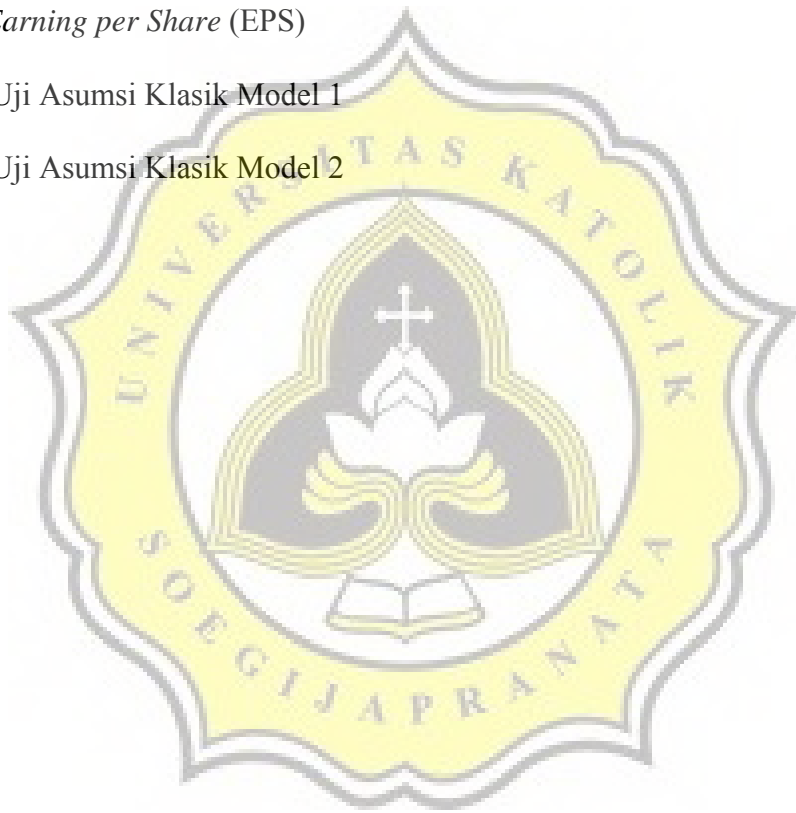 Earning per Share (EPS)
Uji Asumsi Klasik Model 1
Uji Asumsi Klasik Model 2
UNIVERSITAS KATOLIK
SOEGIJAPRANATA